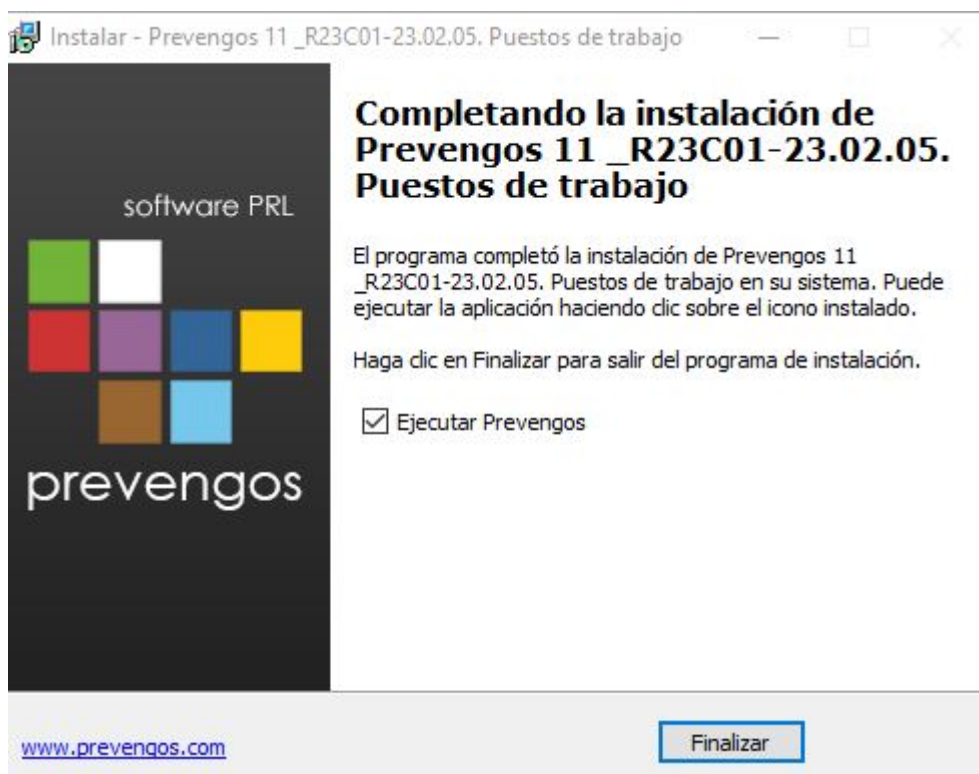 Instalar - Prevengos 11 _R23C01-23.02.05. Puestos de trabajo
software PRL
prevengos
Completando la instalación de
Prevengos 11 _R23C01-23.02.05.
Puestos de trabajo
El programa completó la instalación de Prevengos 11
_R23C01-23.02.05. Puestos de trabajo en su sistema. Puede
ejecutar la aplicación haciendo clic sobre el icono instalado.
Haga clic en Finalizar para salir del programa de instalación.
Ejecutar Prevengos
www.prevengos.com
Finalizar